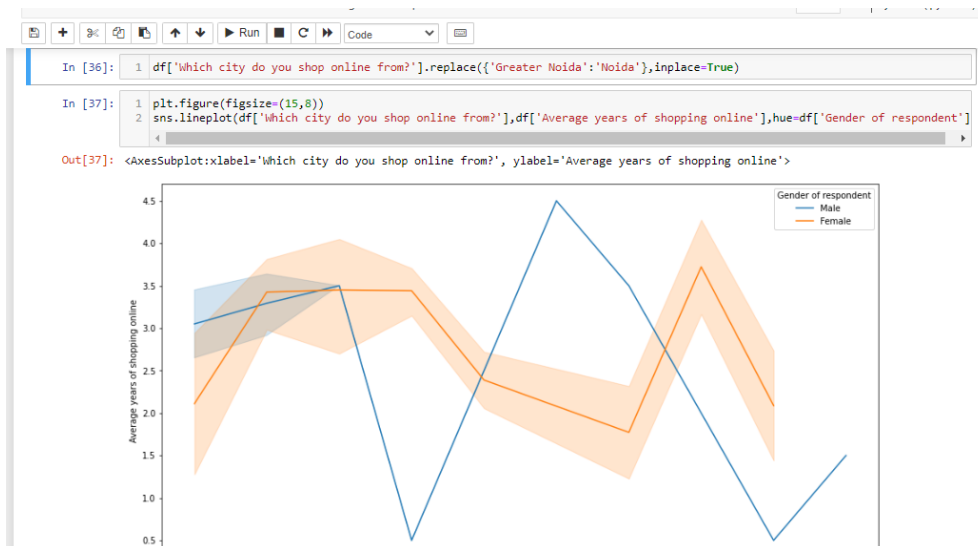 Run
Code
In [36]: 1 df['Which city do you shop online from?'].replace({'Greater Noida':'Noida'},inplace=True)
In [37]: 1 plt.figure(figsize=(15,8))
2 sns.lineplot(df['Which city do you shop online from?'],df['Average years of shopping online'],hue=df['Gender of respondent']
Out[37]: <AxesSubplot:xlabel='Which city do you shop online from?', ylabel='Average years of shopping online'>
Gender of respondent
Male
Female
4.5
4.0
3.5
3.0
2.5
2.0
1.5
1.0
0.5
Average years of shopping online